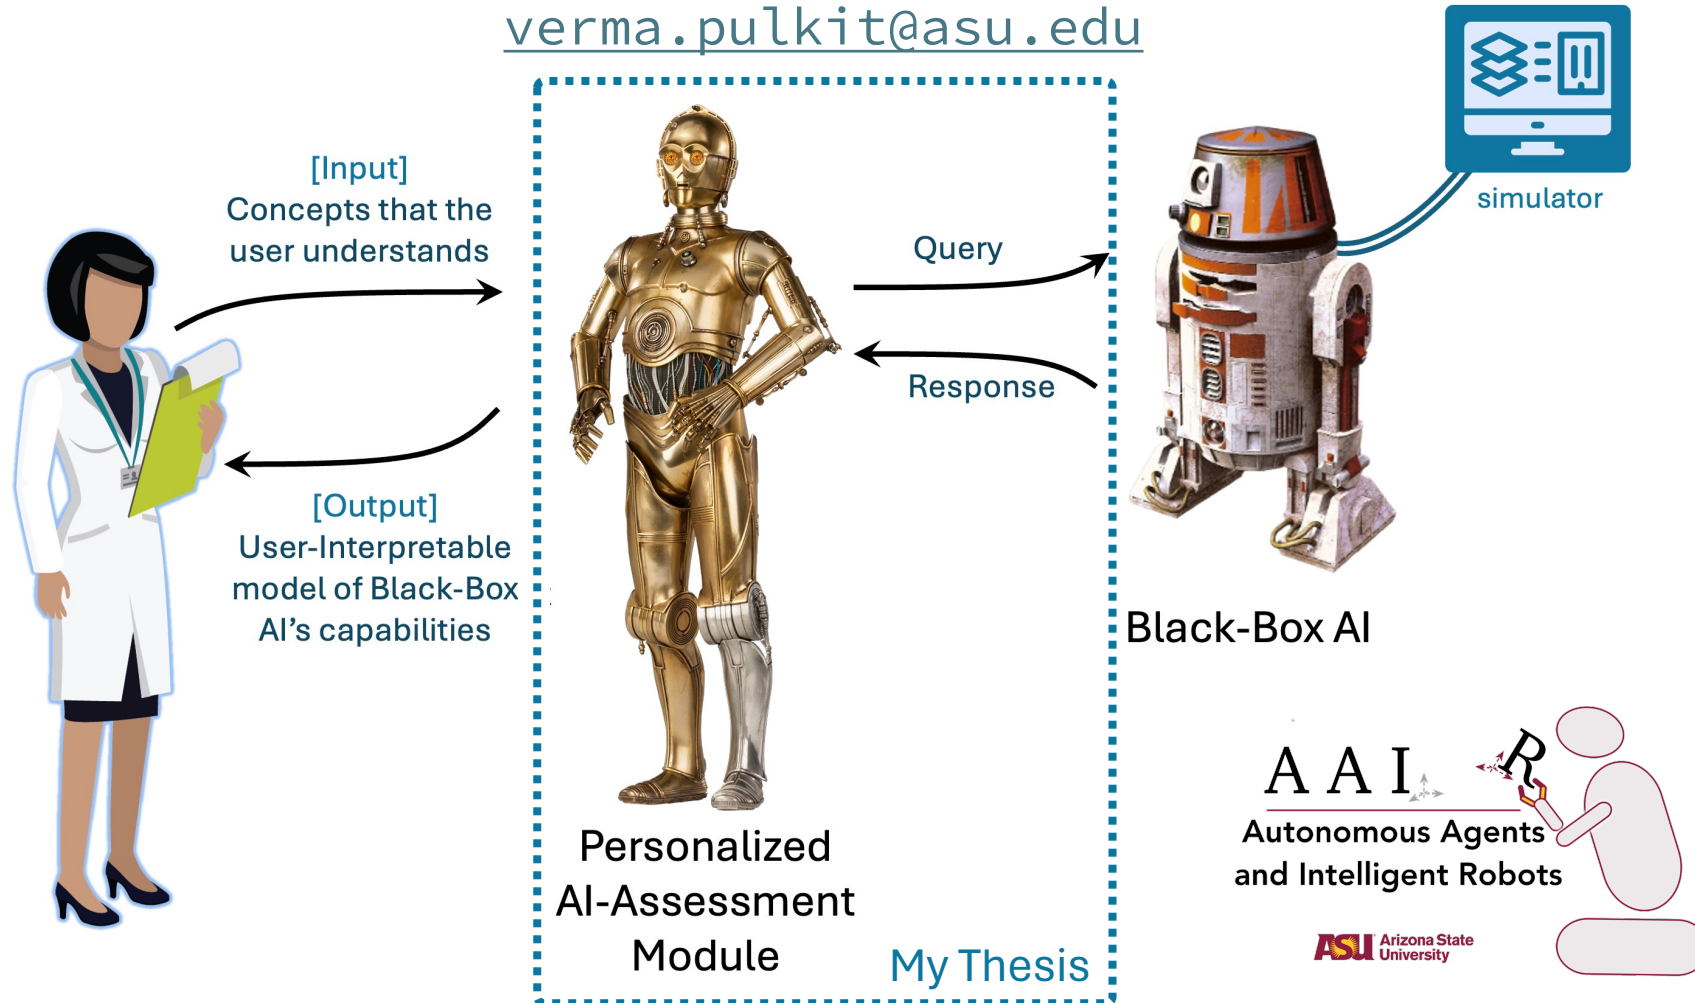 verma.pulkit@asu.edu
[Input]
Concepts that the
user understands
Query
Response
simulator
[Output]
User-Interpretable
model of Black-Box
AI's capabilities
Black-Box AI
Personalized
AI-Assessment
Module
My Thesis
A A I R
Autonomous Agents
and Intelligent Robots
ASU Arizona State
University